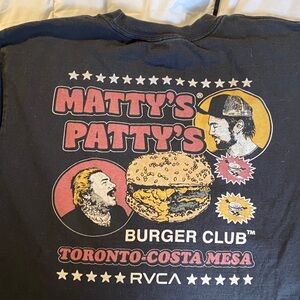 MATTY'S®
PATTY'S
BURGER CLUB™
TORONTO-COSTA MESA
RVCA